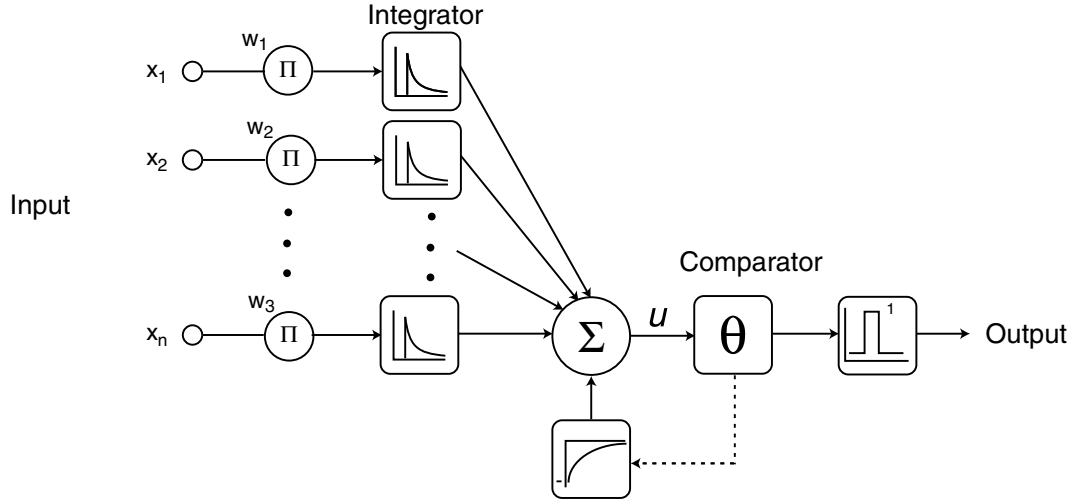 Integrator
w1
x1
Π
w2
x2
Π
Input
Comparator
w3
xn
Π
Σ
u
θ
1
Output
-